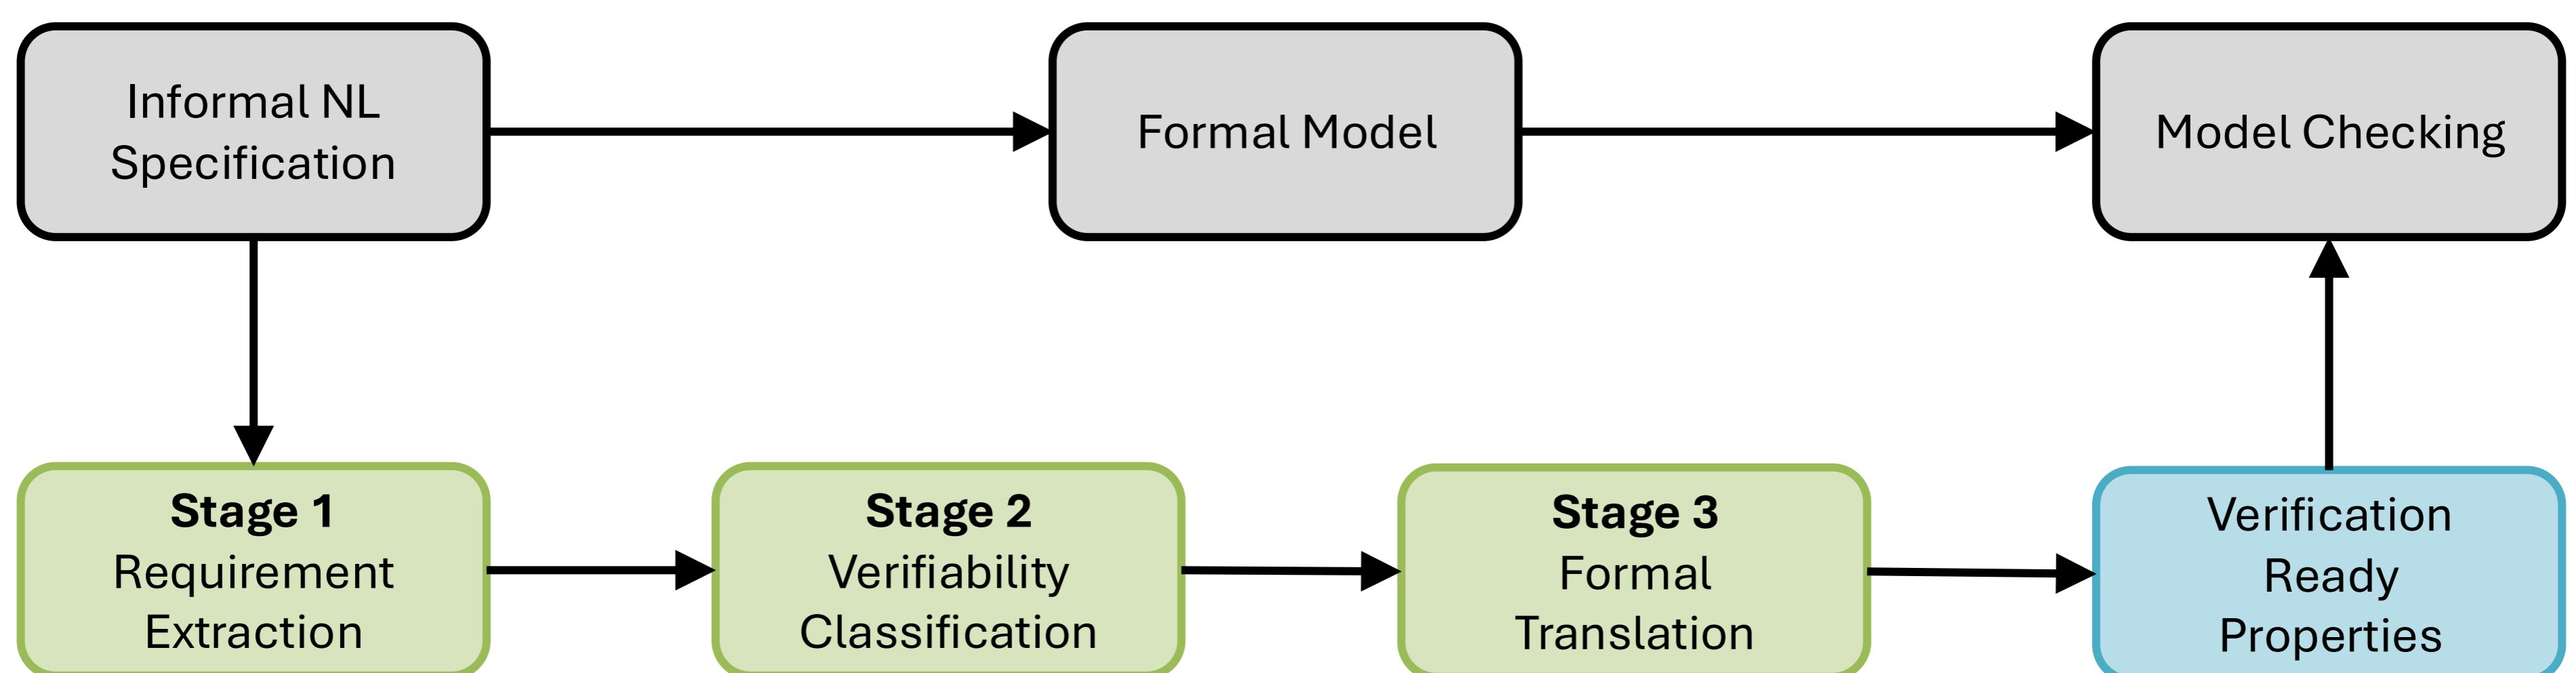 Informal NL
Specification
Formal Model
Model Checking
Stage 1
Requirement
Extraction
Stage 2
Verifiability
Classification
Stage 3
Formal
Translation
Verification
Ready
Properties